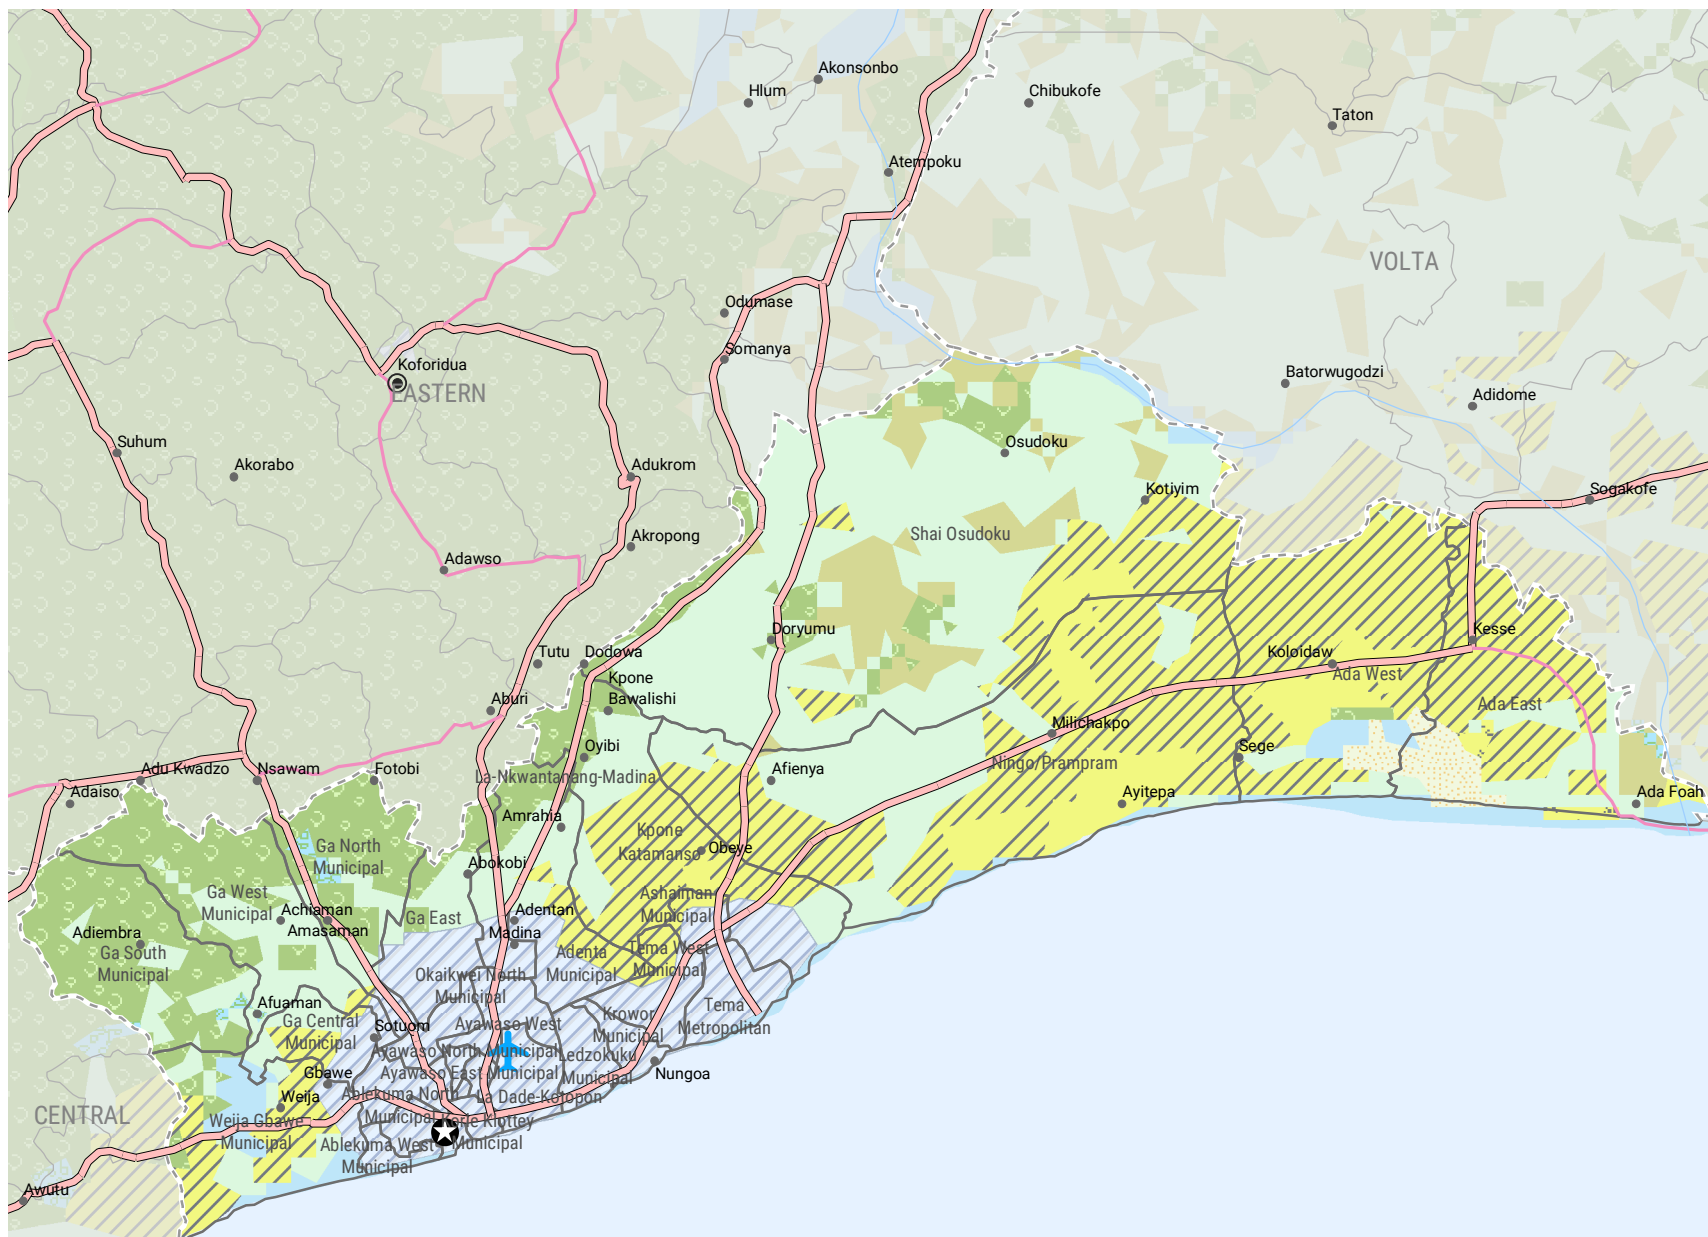 Akonsonbo
Hlum
Chibukofe
Taton
Atempoku
VOLTA
Odumase
Somanya
Koforidua
EASTERN
Batorwugodzi
Adidome
Suhum
Akorabo
Adukrom
Osudoku
Kotiyim
Sogakofe
Akropong
Shai Osudoku
Adawso
Doryumu
Kesse
Tutu
Dodowa
Koloidaw
Ada West
Kpone
Bawalishi
Aburi
Ada East
Milichakpo
Oyibi
Sege
Ningo/Prampram
La-Nkwantanang-Madina
Adu Kwadzo
Nsawam
Fotobi
Afienya
Adaiso
Ayitepa
Ada Foah
Amrahia
Kpone
Katamanso
Obeye
Ga North
Municipal
Abokobi
Ga West
Municipal
Ashaiman
Municipal
Achiaman
Amasaman
Ga East
Adentan
Adiembra
Madina
Ga South
Municipal
Adenta
Municipal
Tema West
Municipal
Okaikwei North
Municipal
Afuaman
Ga Central
Municipal
Sotuom
Ayawaso West
Krowor
Municipal
Tema
Metropolitan
Ayawaso North Municipal
Ledzokuku
Municipal
Nungoa
Ayawaso East Municipal
Gbawe
Ablekuma North
Municipal
La Dade-Kotopon
Weija
CENTRAL
Weija Gbawe
Municipal
Korle Klottey
Municipal
Ablekuma West
Municipal
Awutu